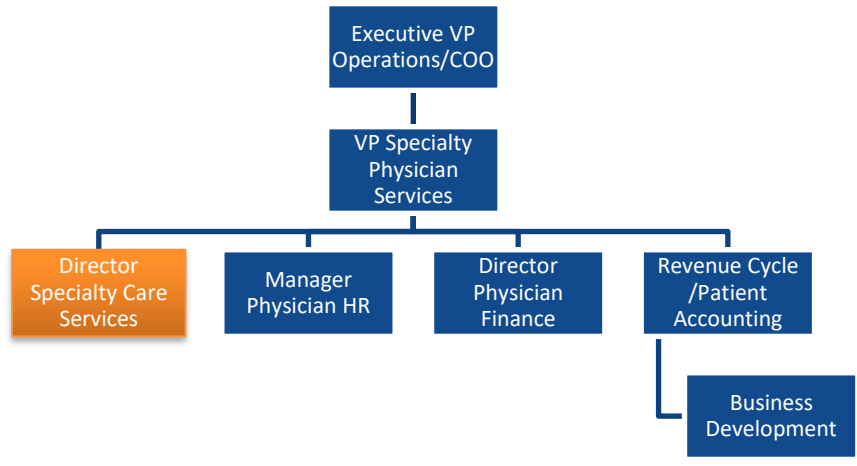 Executive VP
Operations/COO
VP Specialty
Physician
Services
Director
Specialty Care
Services
Manager
Physician HR
Director
Physician
Finance
Revenue Cycle
/Patient
Accounting
Business
Development